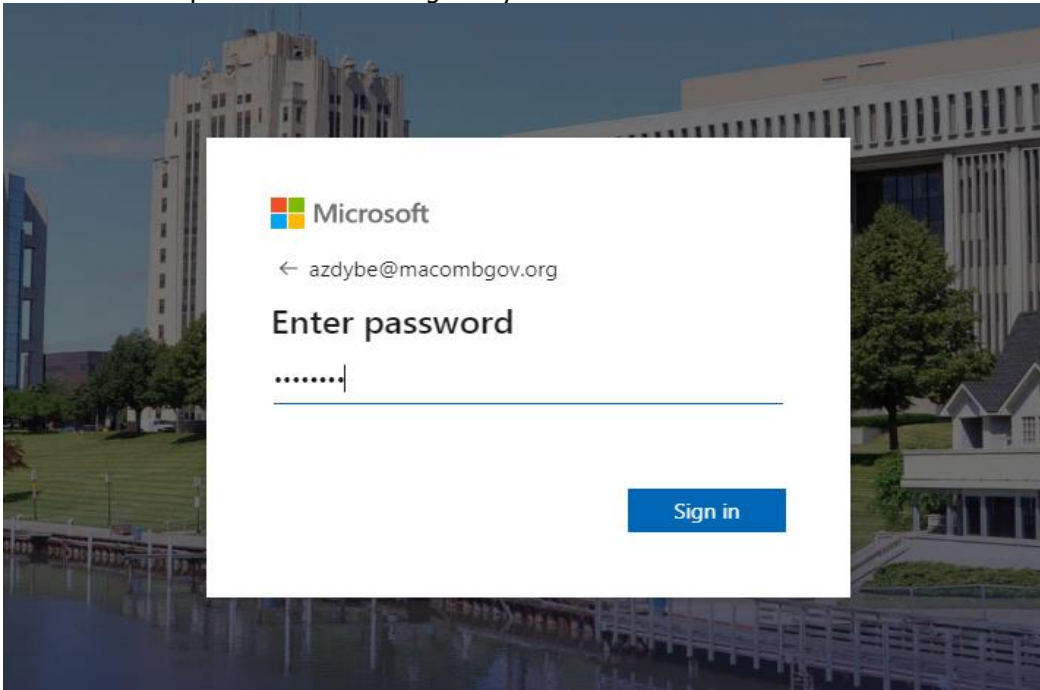 Microsoft
← azdybe@macombgov.org
Enter password
••••••••
Sign in